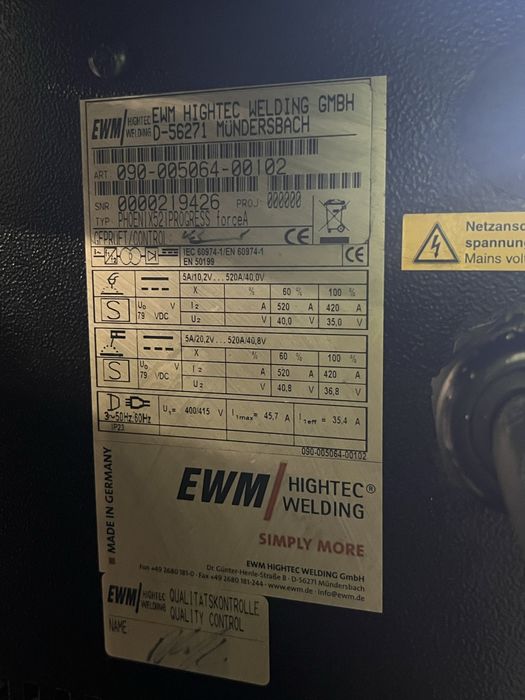 EWM HIGHTEC WELDING EWM HIGHTEC WELDING GMBH
D-56271 MÜNDERSBACH
ART 090-005064-00102
SNR 0000219426 PROJ: 000000
TYP PHOENIX521PROGRESS forceA
GEPRÜFT/CONTROL CE
IEC 60974-1/EN 60974-1
EN 50199 CE
5A/10,2V...520A/40,0V
X % 60 % 100 %
S U0 V 79 VDC I2 A 520 A 420 A
U2 V 40,0 V 35,0 V
5A/20,2V...520A/40,8V
X % 60 % 100 %
S U0 V 79 VDC I2 A 520 A 420 A
U2 V 40,8 V 36,8 V
3~50Hz;60Hz U1= 400/415 V I1max= 45,7 A I1eff= 35,4 A
IP23
090-005064-00102
MADE IN GERMANY
EWM HIGHTEC® WELDING
SIMPLY MORE
EWM HIGHTEC WELDING GmbH
Dr. Günter-Henle-Straße 8 · D-56271 Mündersbach
Fon +49 2680 181-0 · Fax +49 2680 181-244 · www.ewm.de · info@ewm.de
EWM HIGHTEC WELDING QUALITÄTSKONTROLLE
QUALITY CONTROL
NAME
Netzansc
spannun
Mains vol